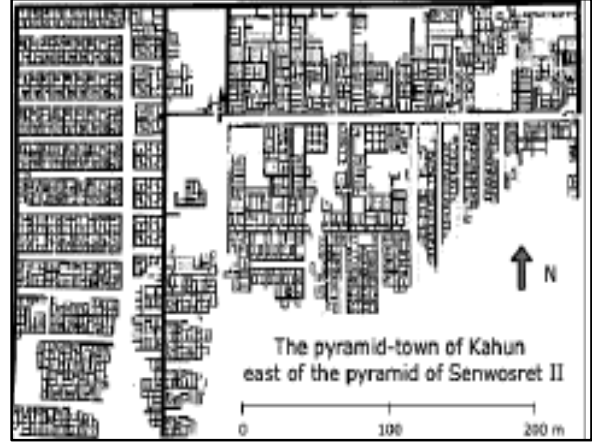 N
The pyramid-town of Kahun
east of the pyramid of Senwosret II
0 100 200 m